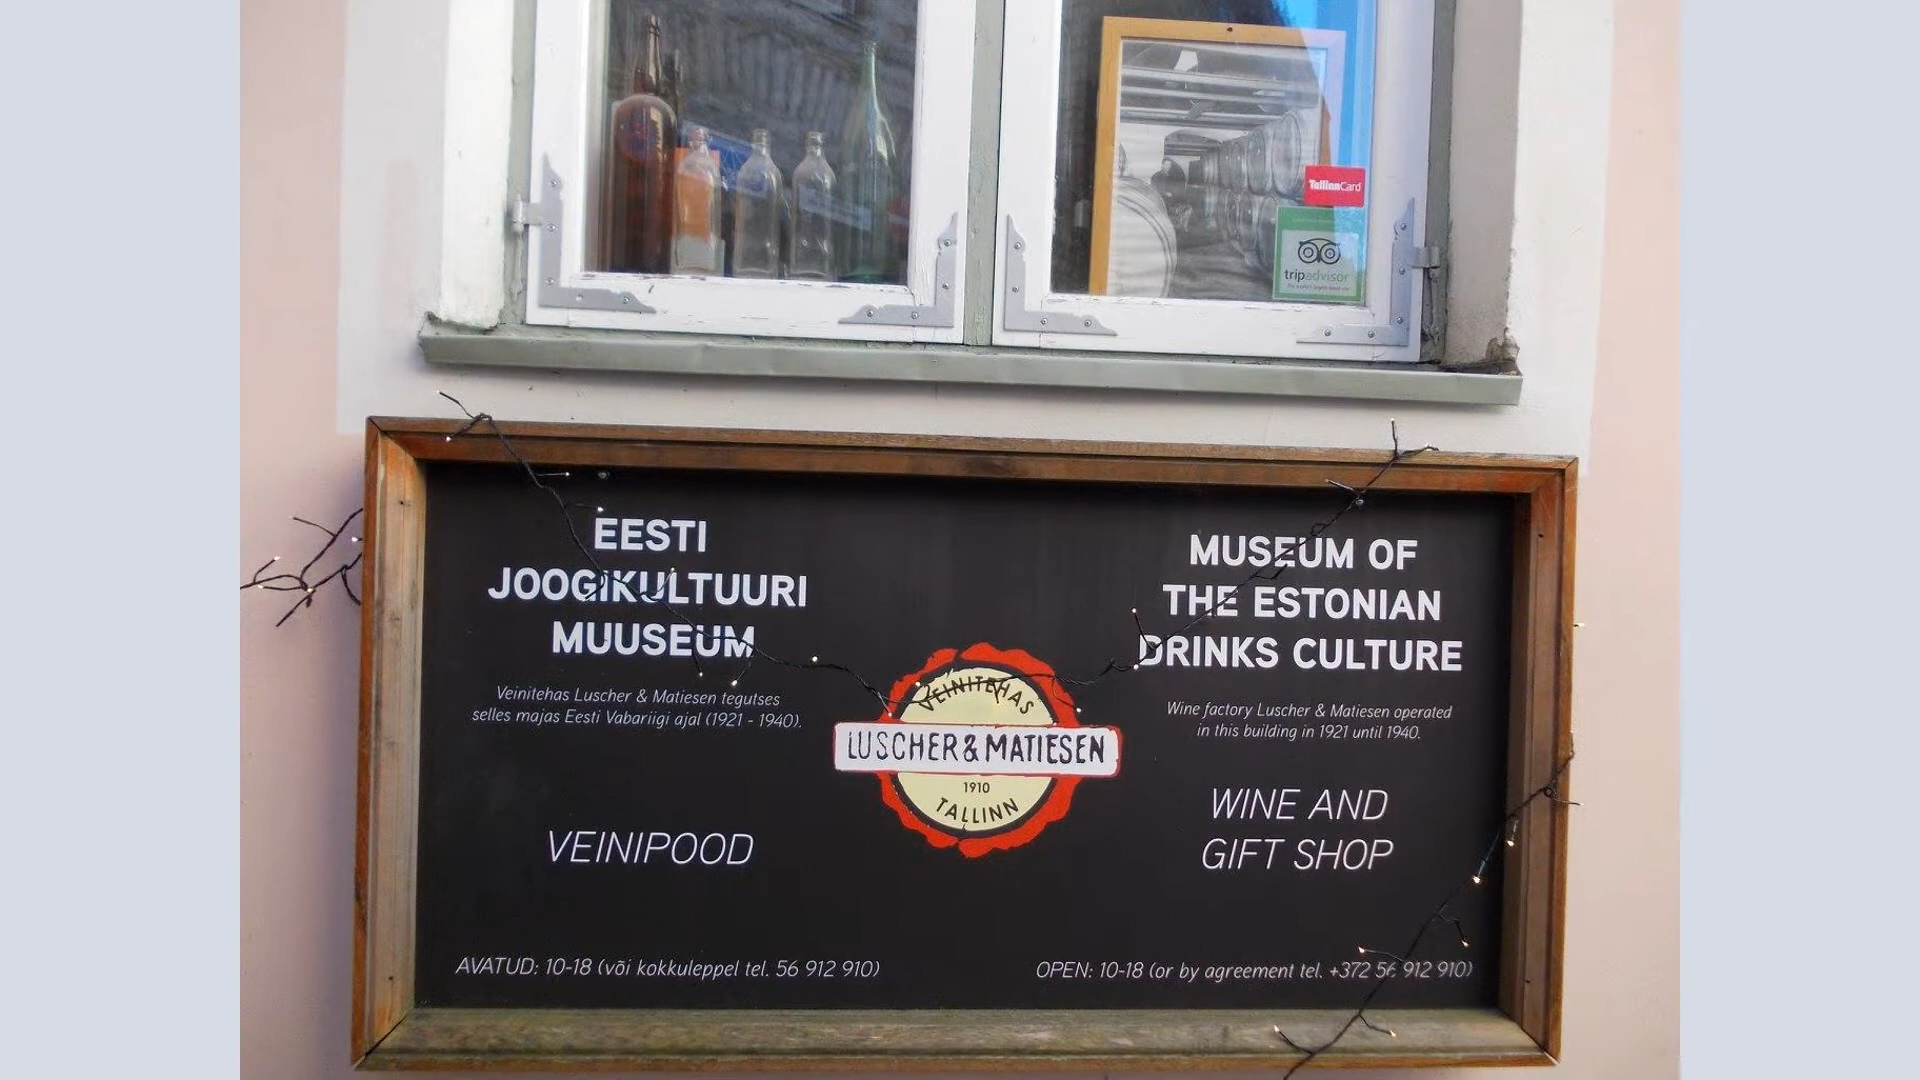 TallinnCard
tripadvisor
EESTI
JOOGIKULTUURI
MUUSEUM
Veinitehas Luscher & Matiesen tegutses
selles majas Eesti Vabariigi ajal (1921 - 1940).
VEINIPOOD
AVATUD: 10-18 (või kokkuleppel tel. 56 912 910)
VEINITEHAS
LUSCHER & MATIESEN
1910
TALLINN
MUSEUM OF
THE ESTONIAN
DRINKS CULTURE
Wine factory Luscher & Matiesen operated
in this building in 1921 until 1940.
WINE AND
GIFT SHOP
OPEN: 10-18 (or by agreement tel. +372 56 912 910)